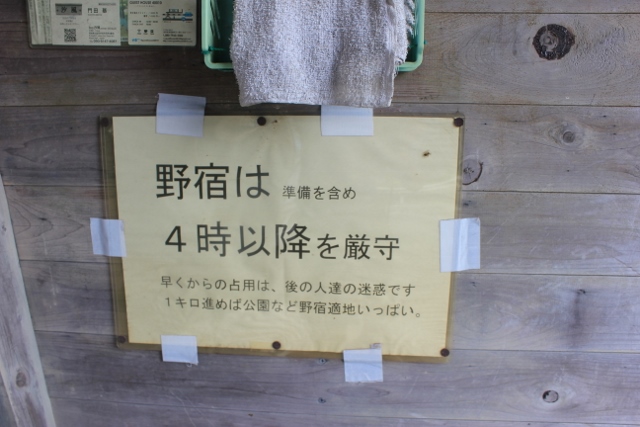 野宿は 準備を含め
4時以降を厳守
早くからの占用は、後の人達の迷惑です
1キロ進めば公園など野宿適地いっぱい。